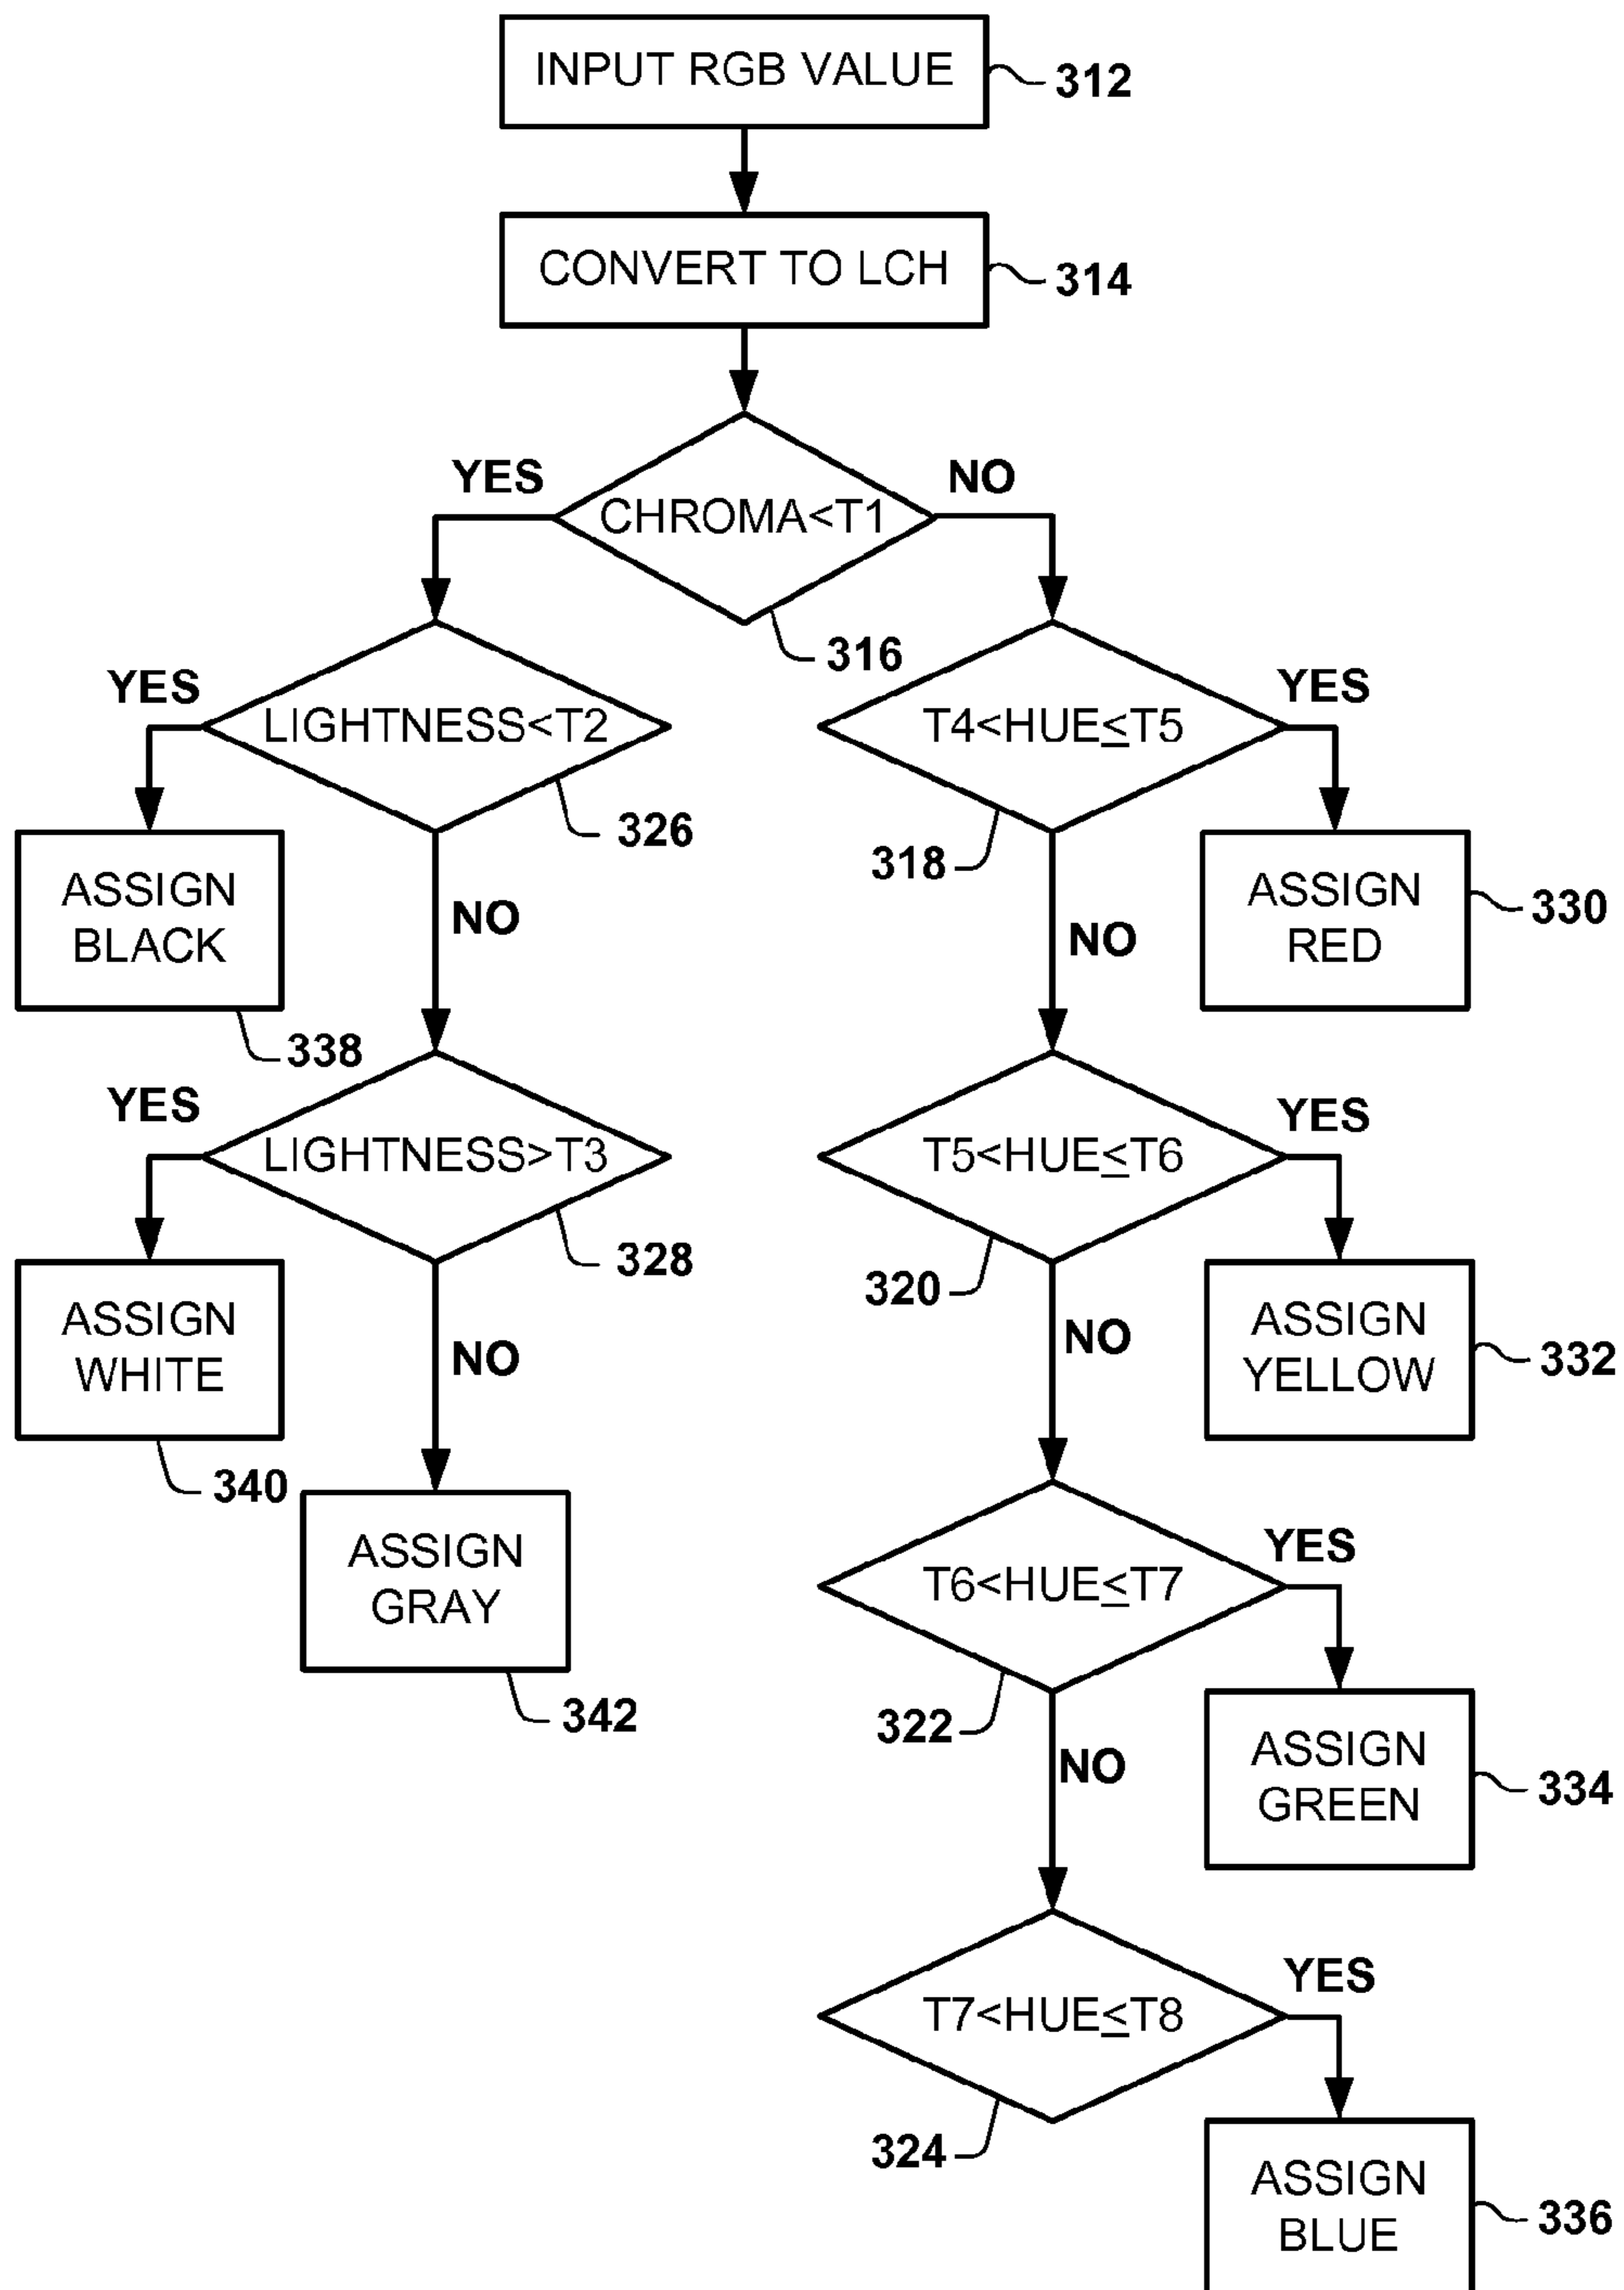 INPUT RGB VALUE
312
CONVERT TO LCH
314
YES
NO
CHROMA<T1
316
YES
LIGHTNESS<T2
326
T4<HUE≤T5
YES
318
ASSIGN
BLACK
338
NO
NO
ASSIGN
RED
330
YES
LIGHTNESS>T3
328
T5<HUE≤T6
YES
320
ASSIGN
WHITE
340
NO
NO
ASSIGN
YELLOW
332
ASSIGN
GRAY
342
T6<HUE≤T7
YES
322
NO
ASSIGN
GREEN
334
T7<HUE≤T8
YES
324
ASSIGN
BLUE
336